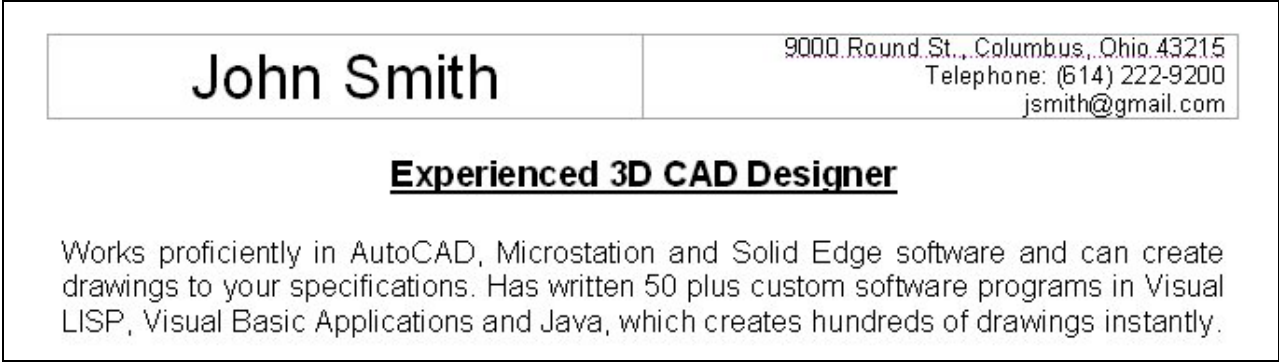 John Smith
9000 Round St., Columbus, Ohio 43215
Telephone: (614) 222-9200
jsmith@gmail.com
Experienced 3D CAD Designer
Works proficiently in AutoCAD, Microstation and Solid Edge software and can create
drawings to your specifications. Has written 50 plus custom software programs in Visual
LISP, Visual Basic Applications and Java, which creates hundreds of drawings instantly.